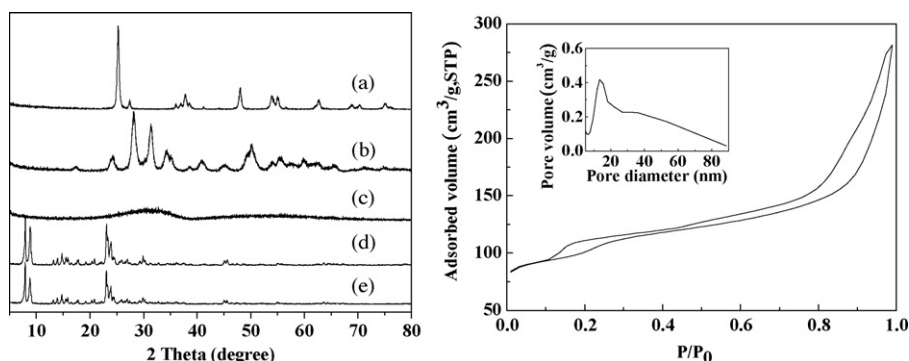 (a)
(b)
(c)
(d)
(e)
10 20 30 40 50 60 70 80
2 Theta (degree)
Adsorbed volume (cm³/g,STP)
300
250
200
150
100
50
0.0 0.2 0.4 0.6 0.8 1.0
P/P₀
Pore volume (cm³/g)
0.6
0.4
0.2
0.0
20 40 60 80
Pore diameter (nm)